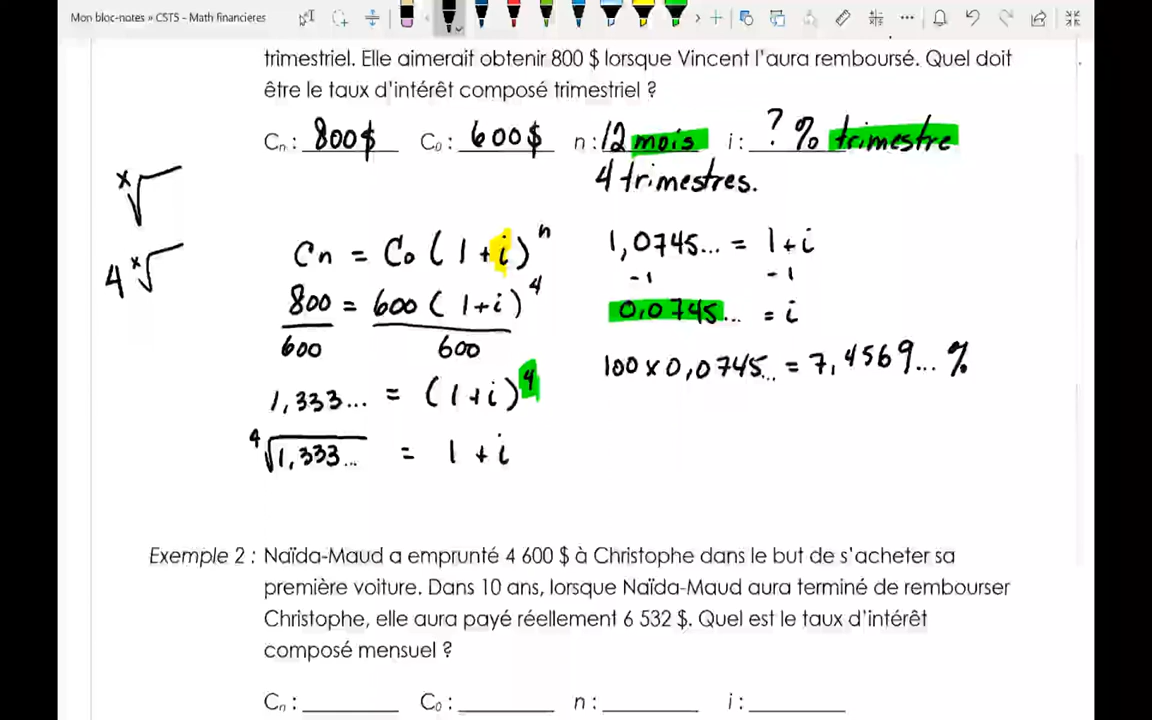 Mon bloc-notes » CST5 - Math financieres
trimestriel. Elle aimerait obtenir 800 $ lorsque Vincent l'aura remboursé. Quel doit
être le taux d'intérêt composé trimestriel ?
Cn : 800$ C0 : 600$ n : 12 mois i : ? % trimestre
4 trimestres.
x√
4 x√
Cn = C0 ( 1 + i )^n
800 = 600 ( 1+i )^4
600 600
1,333... = ( 1+i )^4
4√1,333... = 1 + i
1,0745... = 1+i
-1 -1
0,0745... = i
100 x 0,0745... = 7,4569... %
Exemple 2 : Naïda-Maud a emprunté 4 600 $ à Christophe dans le but de s'acheter sa
première voiture. Dans 10 ans, lorsque Naïda-Maud aura terminé de rembourser
Christophe, elle aura payé réellement 6 532 $. Quel est le taux d'intérêt
composé mensuel ?
Cn : ________ C0 : ________ n : ________ i : ________